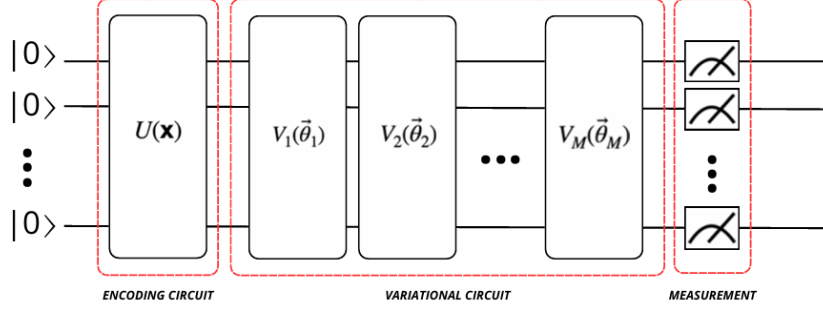 |0⟩
|0⟩
|0⟩
U(x)
V₁(θ⃗₁)
V₂(θ⃗₂)
V_M(θ⃗_M)
ENCODING CIRCUIT
VARIATIONAL CIRCUIT
MEASUREMENT